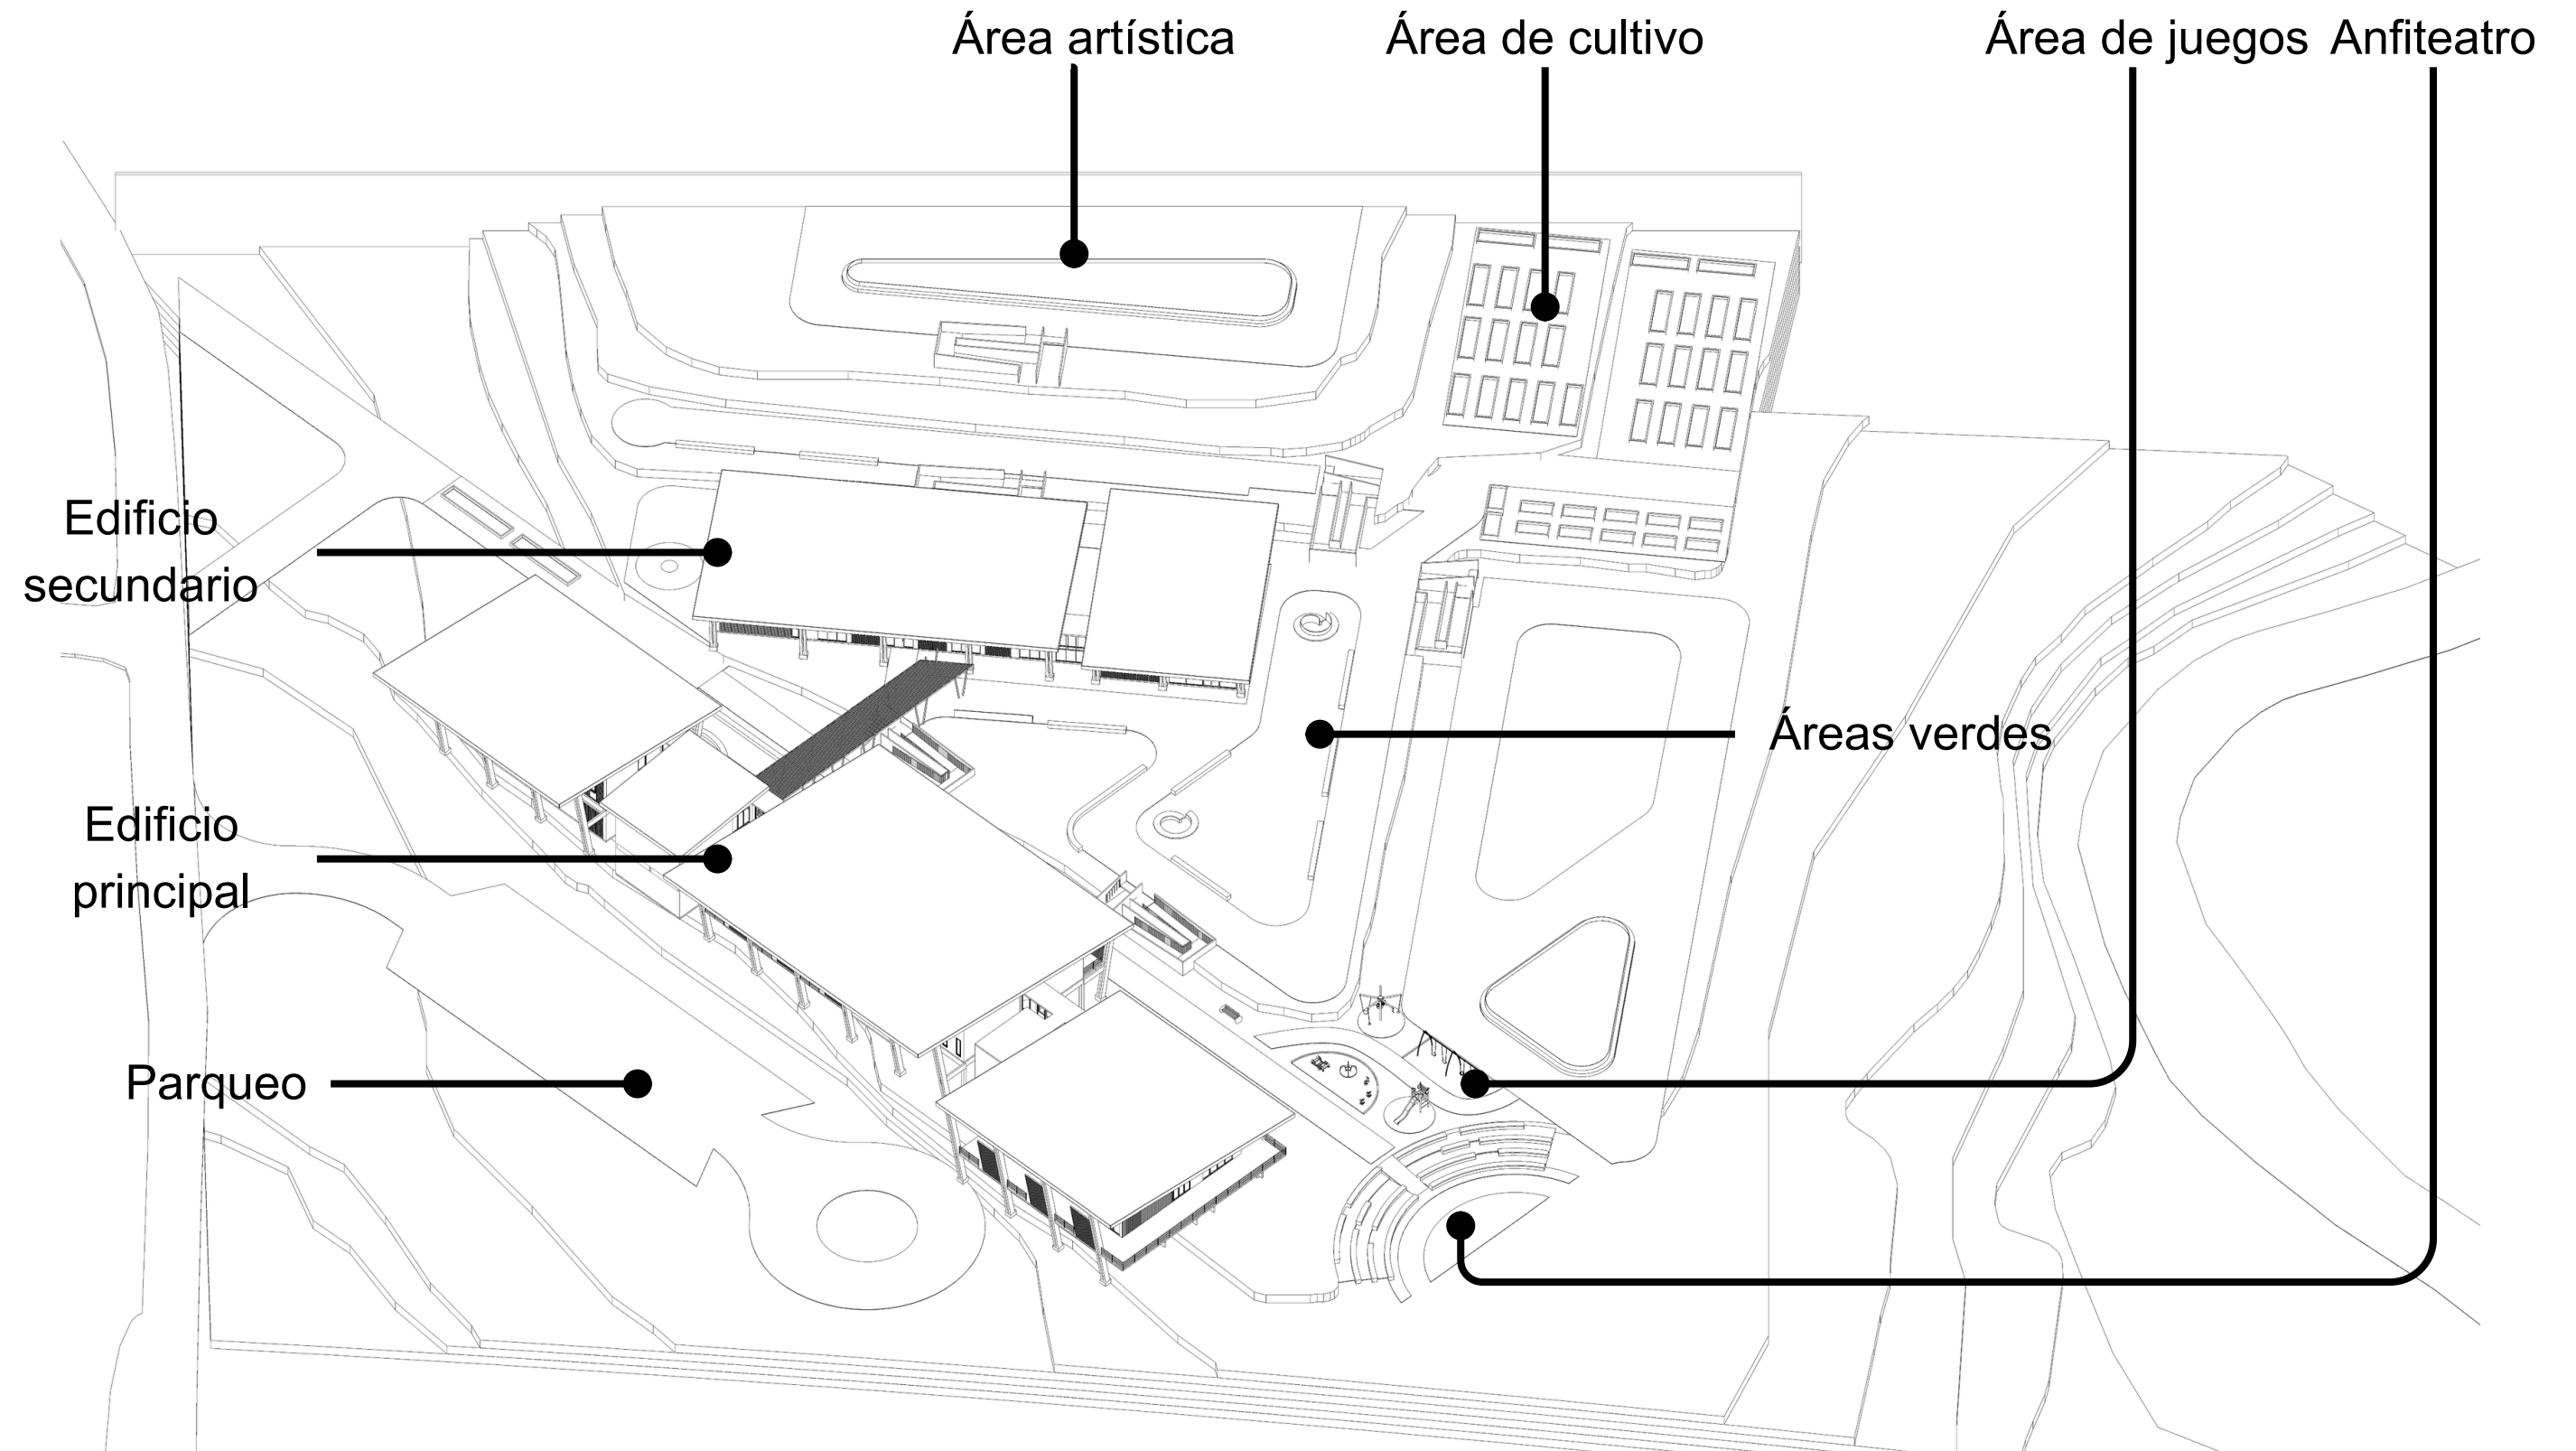 Área artística
Área de cultivo
Área de juegos
Anfiteatro
Edificio
secundario
Áreas verdes
Edificio
principal
Parqueo